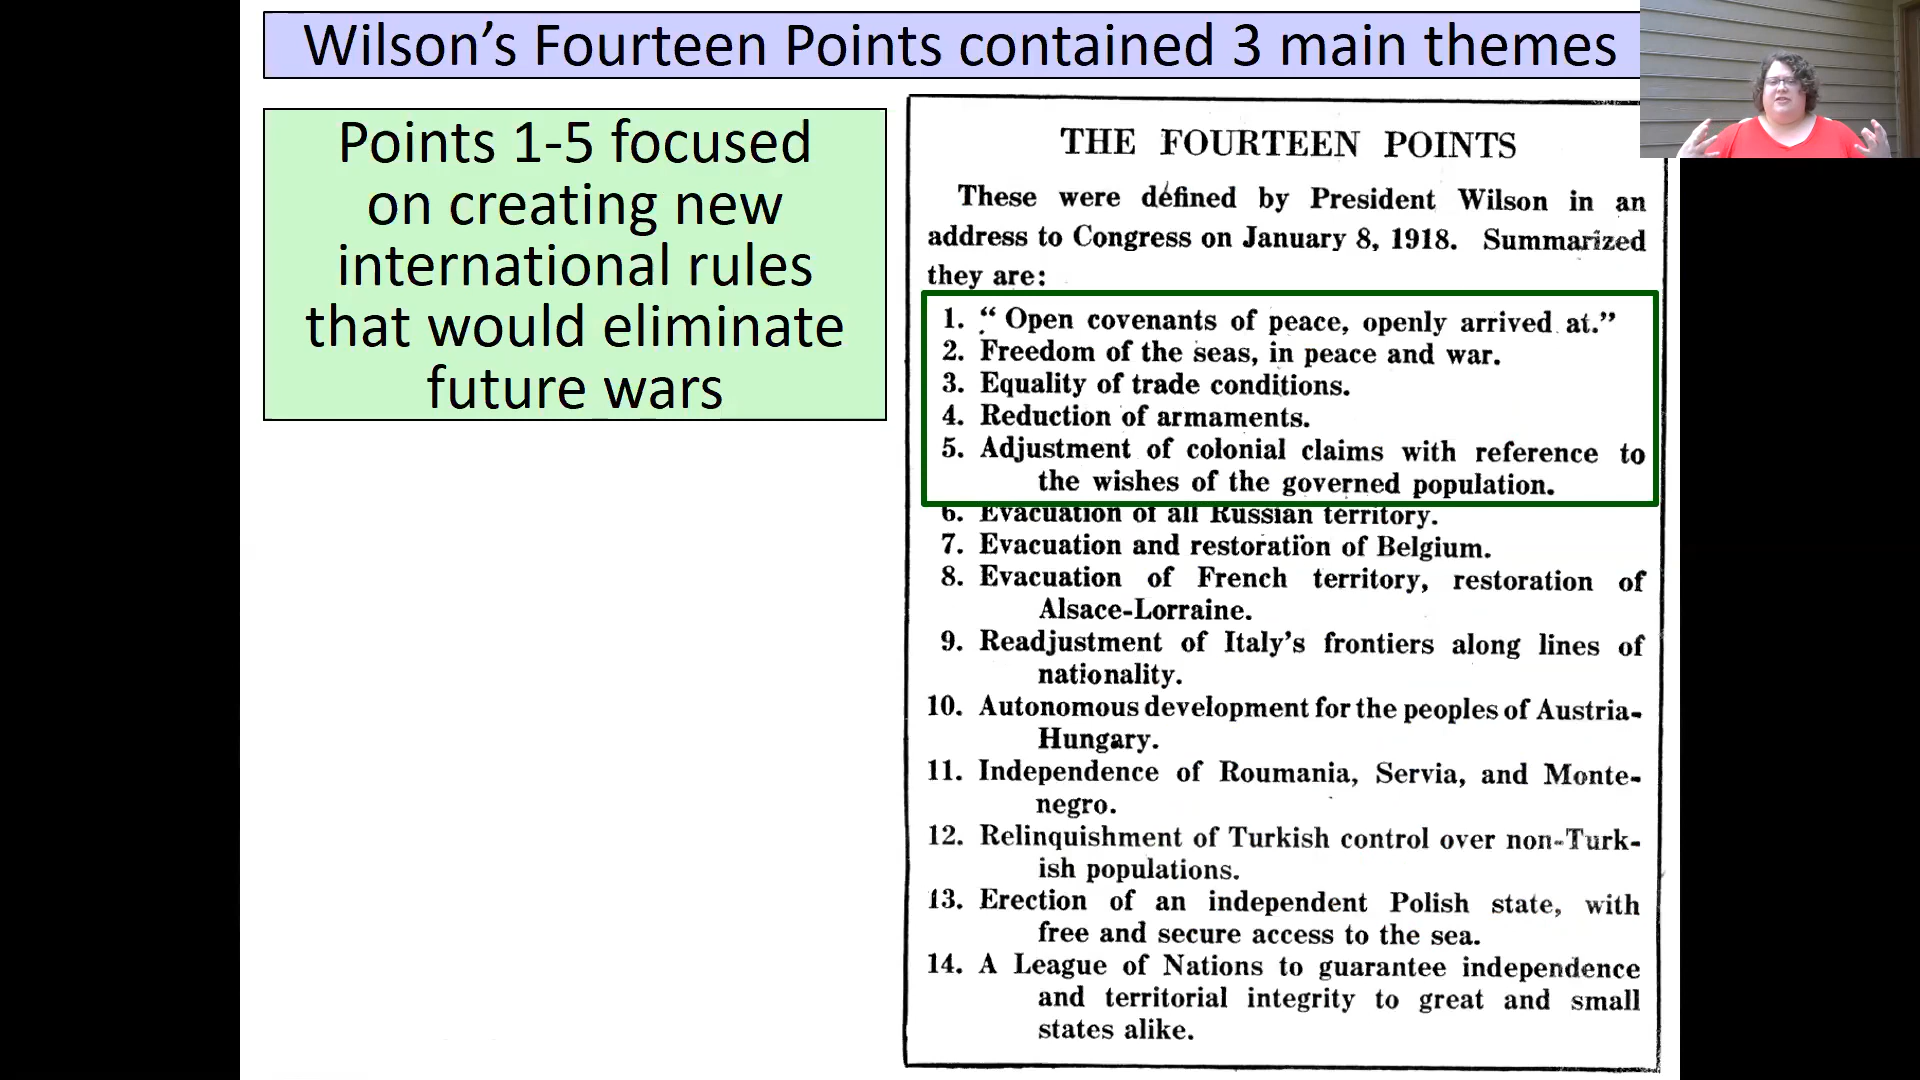 Wilson’s Fourteen Points contained 3 main themes
Points 1-5 focused
on creating new
international rules
that would eliminate
future wars
THE FOURTEEN POINTS
These were defined by President Wilson in an
address to Congress on January 8, 1918. Summarized
they are:
1. “ Open covenants of peace, openly arrived at.”
2. Freedom of the seas, in peace and war.
3. Equality of trade conditions.
4. Reduction of armaments.
5. Adjustment of colonial claims with reference to
the wishes of the governed population.
6. Evacuation of all Russian territory.
7. Evacuation and restoration of Belgium.
8. Evacuation of French territory, restoration of
Alsace-Lorraine.
9. Readjustment of Italy’s frontiers along lines of
nationality.
10. Autonomous development for the peoples of Austria-
Hungary.
11. Independence of Roumania, Servia, and Monte-
negro.
12. Relinquishment of Turkish control over non-Turk-
ish populations.
13. Erection of an independent Polish state, with
free and secure access to the sea.
14. A League of Nations to guarantee independence
and territorial integrity to great and small
states alike.